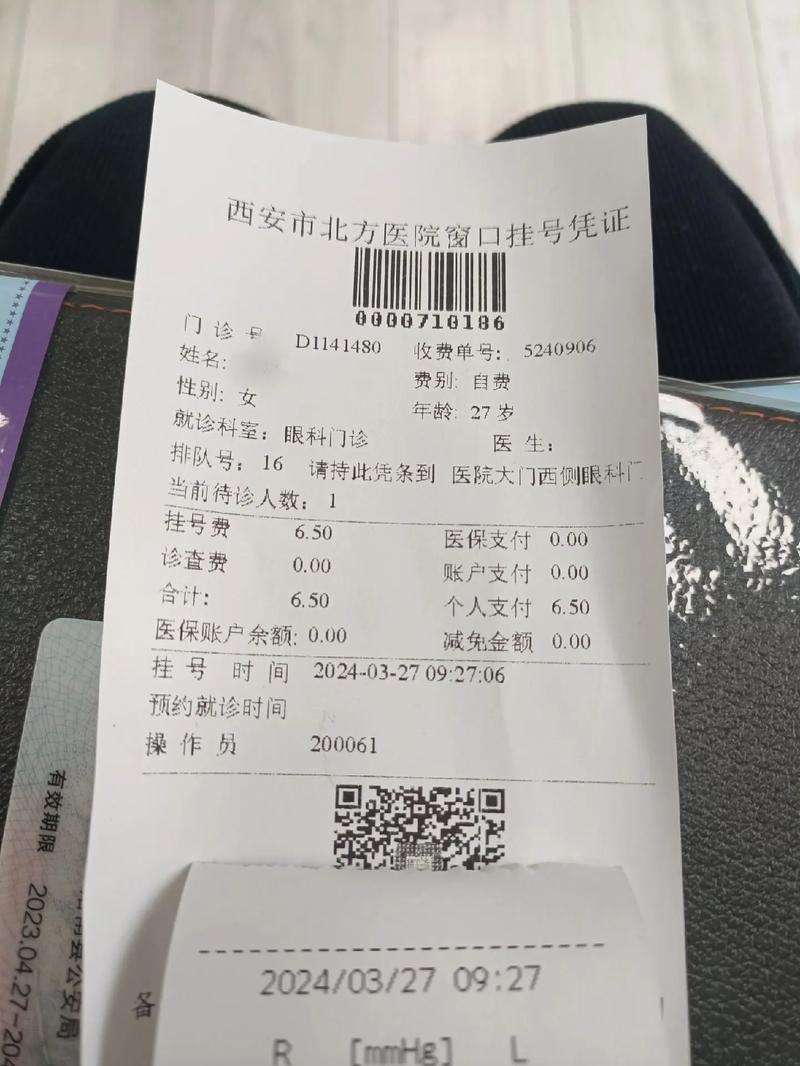 西安市北方医院窗口挂号凭证
0000710186
门诊号 D1141480 收费单号: 5240906
姓名: 费别: 自费
性别: 女 年龄: 27 岁
就诊科室: 眼科门诊 医 生:
排队号: 16 请持此凭条到 医院大门西侧眼科门
当前待诊人数: 1
挂号费 6.50 医保支付 0.00
诊查费 0.00 账户支付 0.00
合计: 6.50 个人支付 6.50
医保账户余额: 0.00 减免金额 0.00
挂 号 时 间 2024-03-27 09:27:06
预约就诊时间
操 作 员 200061
备
2024/03/27 09:27
R [mmHg] L
有效期限 2023.04.27-204
县公安局